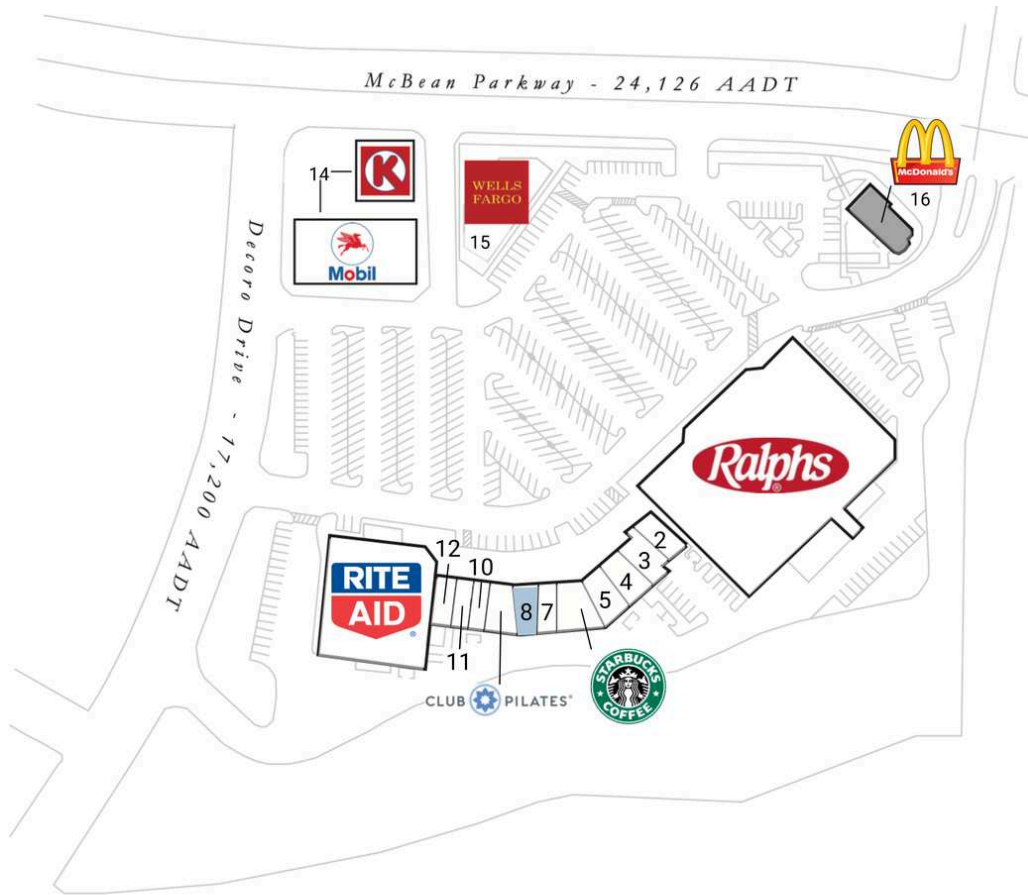 McBean Parkway - 24,126 AADT
McDonald's
16
14
K
WELLS
FARGO
15
Mobil
Decoro Drive - 17,200 AADT
Ralphs
®
2
3
4
5
7
8
10
12
11
RITE
AID
®
CLUB PILATES®
STARBUCKS
COFFEE